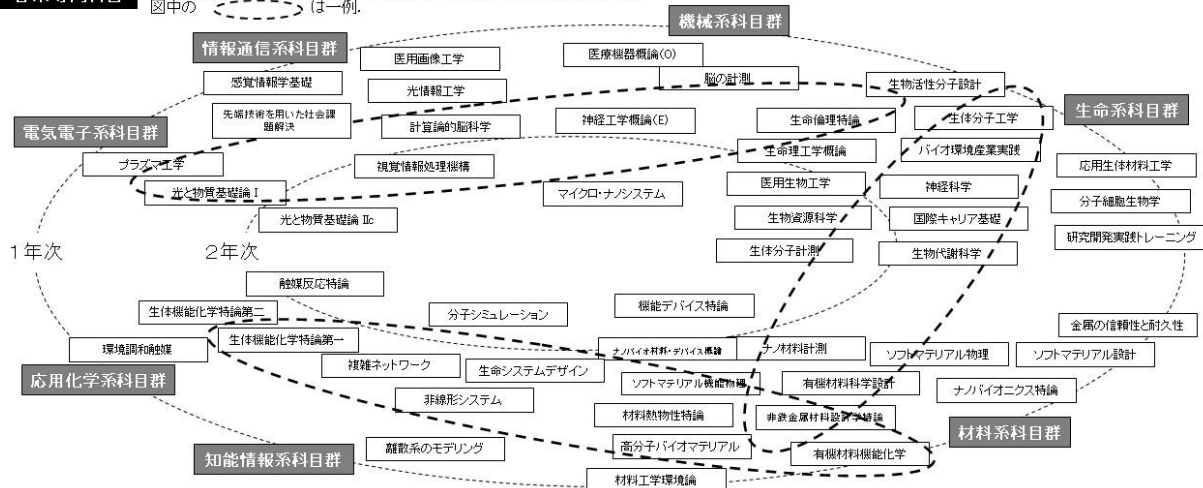 図中の は一例.
機械系科目群
情報通信系科目群
医用画像工学
医療機器概論(O)
感覚情報学基礎
光情報工学
脳の計測
生物活性分子設計
生命系科目群
先端技術を用いた社会課
題解決
電気電子系科目群
計算論的脳科学
神経工学概論(E)
生命倫理特論
生体分子工学
プラズマ工学
視覚情報処理機構
生命理工学概論
バイオ環境産業実践
応用生体材料工学
光と物質基礎論 I
マイクロ・ナノシステム
医用生物工学
神経科学
分子細胞生物学
光と物質基礎論 IIc
生物資源科学
国際キャリア基礎
研究開発実践トレーニング
1年次
2年次
生体分子計測
生物代謝科学
触媒反応特論
生体機能化学特論第二
分子シミュレーション
機能デバイス特論
金属の信頼性と耐久性
生体機能化学特論第一
環境調和触媒
ナノバイオ材料・デバイス概論
ナノ材料計測
ソフトマテリアル物理
ソフトマテリアル設計
複雑ネットワーク
生命システムデザイン
応用化学系科目群
ソフトマテリアル機能物理
有機材料科学設計
ナノバイオニクス特論
非線形システム
材料熱物性特論
非鉄金属材料設計学特論
材料系科目群
離散系のモデリング
高分子バイオマテリアル
有機材料機能化学
知能情報系科目群
材料工学環境論